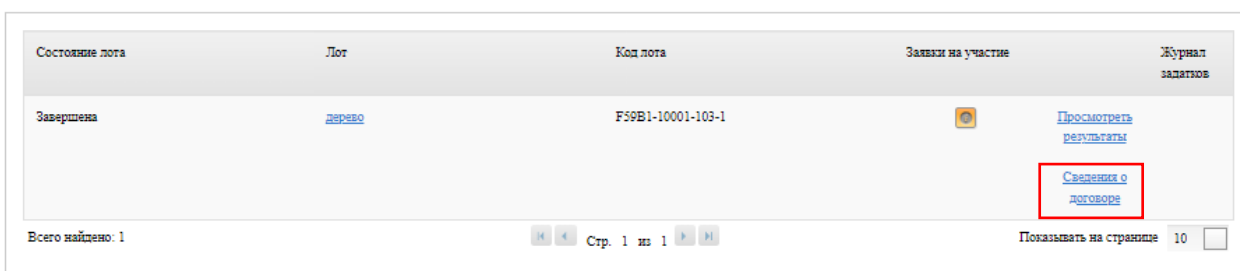 Состояние лота Лот Код лота Заявки на участие Журнал
задатков
Завершена дерево F59B1-10001-103-1 Просмотреть
результаты
Сведения о
договоре
Всего найдено: 1 Стр. 1 из 1 Показывать на странице 10